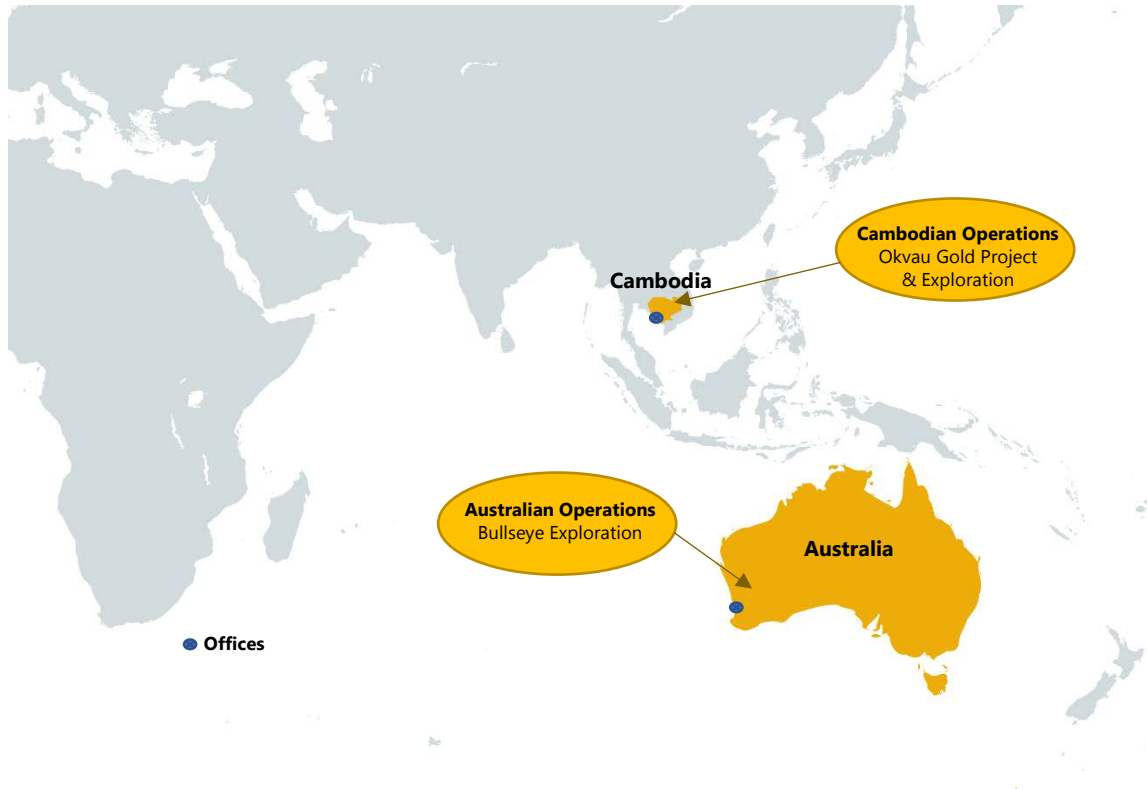 Cambodian Operations
Okvau Gold Project
& Exploration
Cambodia
Australian Operations
Bullseye Exploration
Australia
Offices